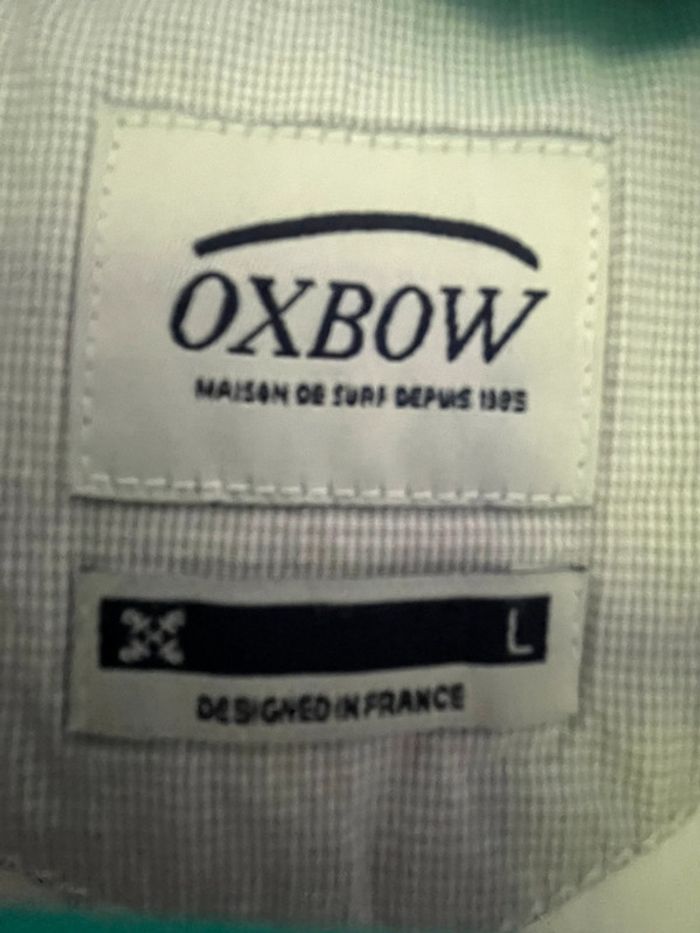 OXBOW
MAISON DE SURF DEPUIS 1985
L
DESIGNED IN FRANCE